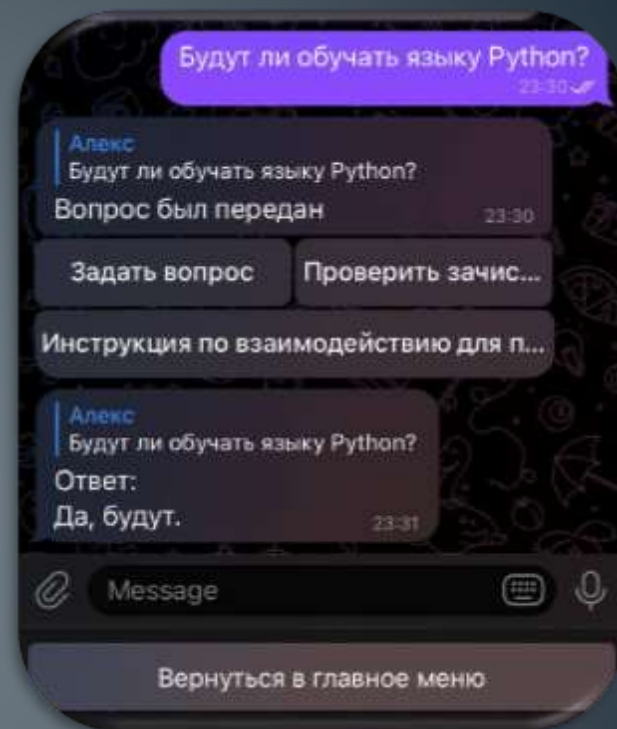 Будут ли обучать языку Python?
23:30
Алекс
Будут ли обучать языку Python?
Вопрос был передан
23:30
Задать вопрос
Проверить зачис...
Инструкция по взаимодействию для п...
Алекс
Будут ли обучать языку Python?
Ответ:
Да, будут.
23:31
Message
Вернуться в главное меню